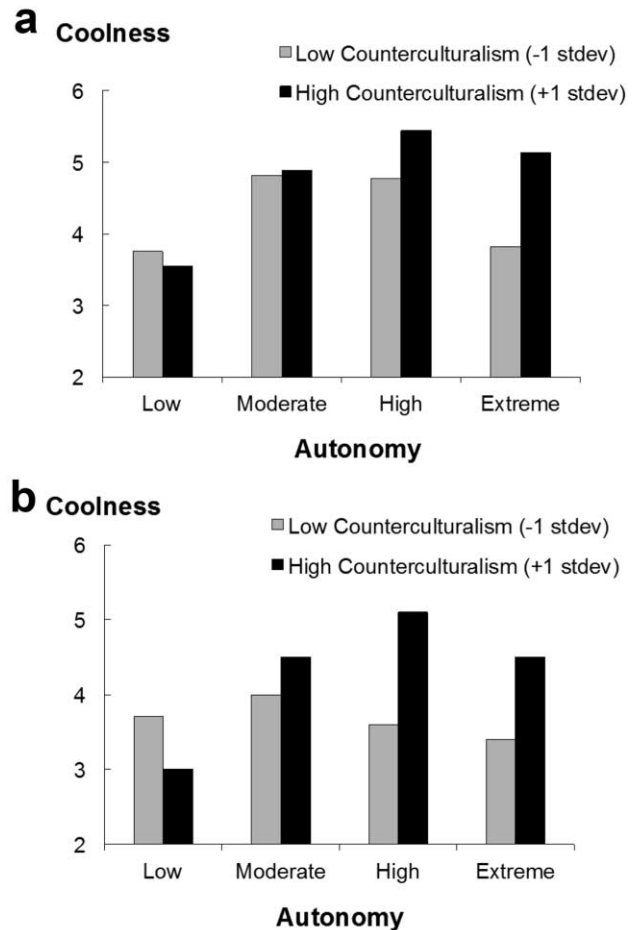 a Coolness
Low Counterculturalism (-1 stdev)
High Counterculturalism (+1 stdev)
6
5
4
3
2
Low Moderate High Extreme
Autonomy
b Coolness
Low Counterculturalism (-1 stdev)
High Counterculturalism (+1 stdev)
6
5
4
3
2
Low Moderate High Extreme
Autonomy